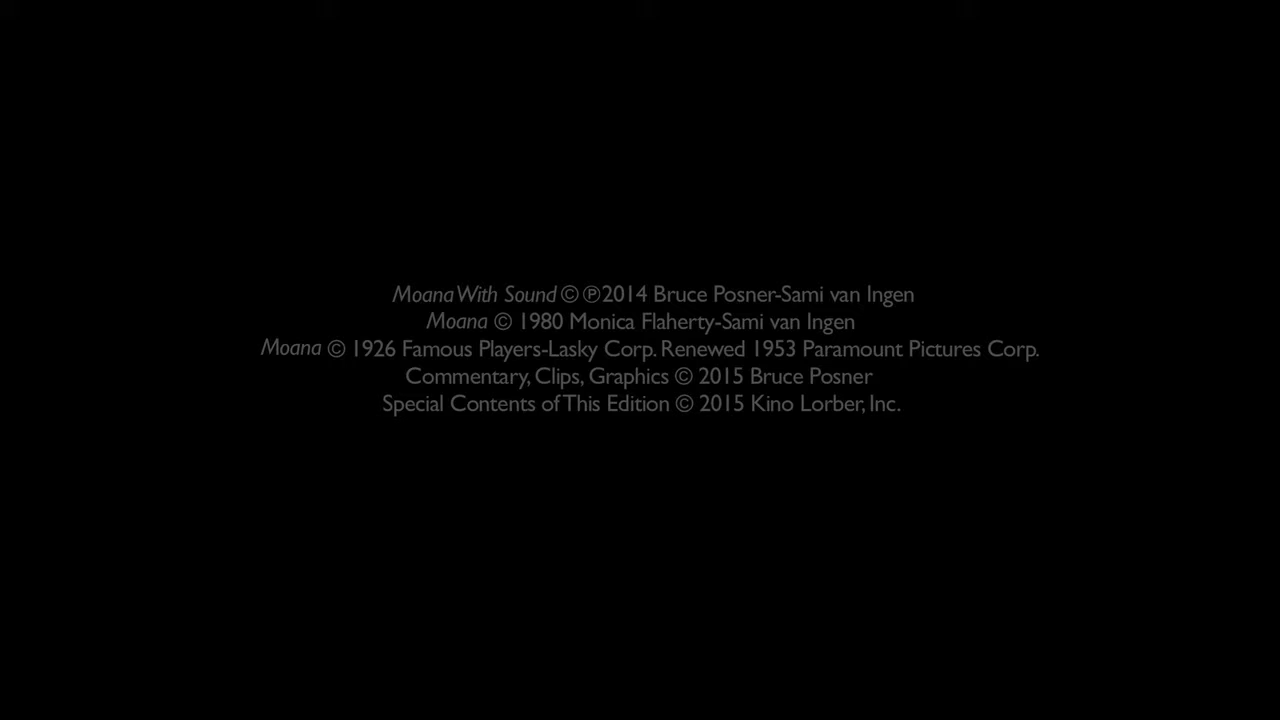 Moana With Sound © ℗2014 Bruce Posner-Sami van Ingen
Moana © 1980 Monica Flaherty-Sami van Ingen
Moana © 1926 Famous Players-Lasky Corp. Renewed 1953 Paramount Pictures Corp.
Commentary, Clips, Graphics © 2015 Bruce Posner
Special Contents of This Edition © 2015 Kino Lorber, Inc.